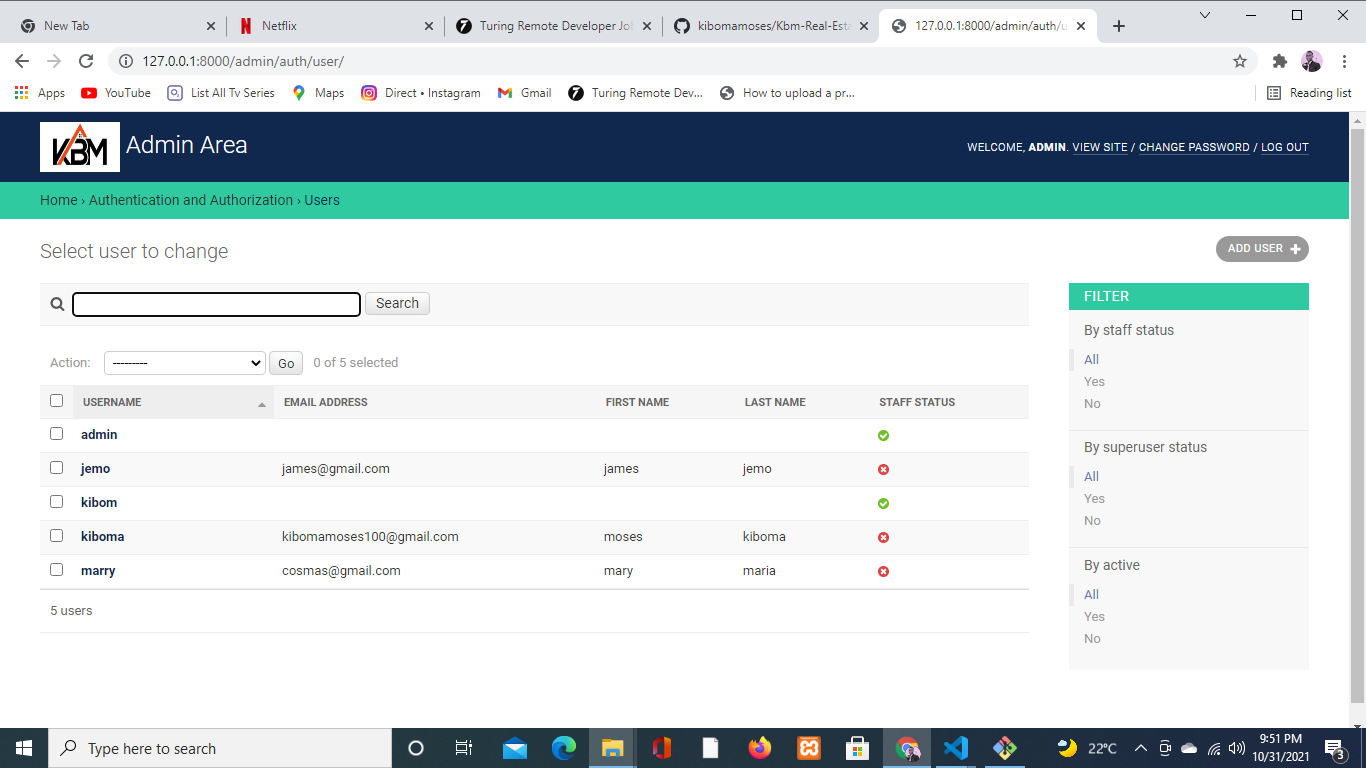 New Tab
Netflix
Turing Remote Developer Jo
kibomamoses/Kbm-Real-Esta
127.0.0.1:8000/admin/auth/u
127.0.0.1:8000/admin/auth/user/
Apps
YouTube
List All Tv Series
Maps
Direct • Instagram
Gmail
Turing Remote Dev...
How to upload a pr...
Reading list
KBM
Admin Area
WELCOME, ADMIN. VIEW SITE / CHANGE PASSWORD / LOG OUT
Home › Authentication and Authorization › Users
Select user to change
ADD USER
Search
Action: --------- Go 0 of 5 selected
USERNAME EMAIL ADDRESS FIRST NAME LAST NAME STAFF STATUS
admin
jemo james@gmail.com james jemo
kibom
kiboma kibomamoses100@gmail.com moses kiboma
marry cosmas@gmail.com mary maria
5 users
FILTER
By staff status
All
Yes
No
By superuser status
All
Yes
No
By active
All
Yes
No
Type here to search
22°C
9:51 PM
10/31/2021
3